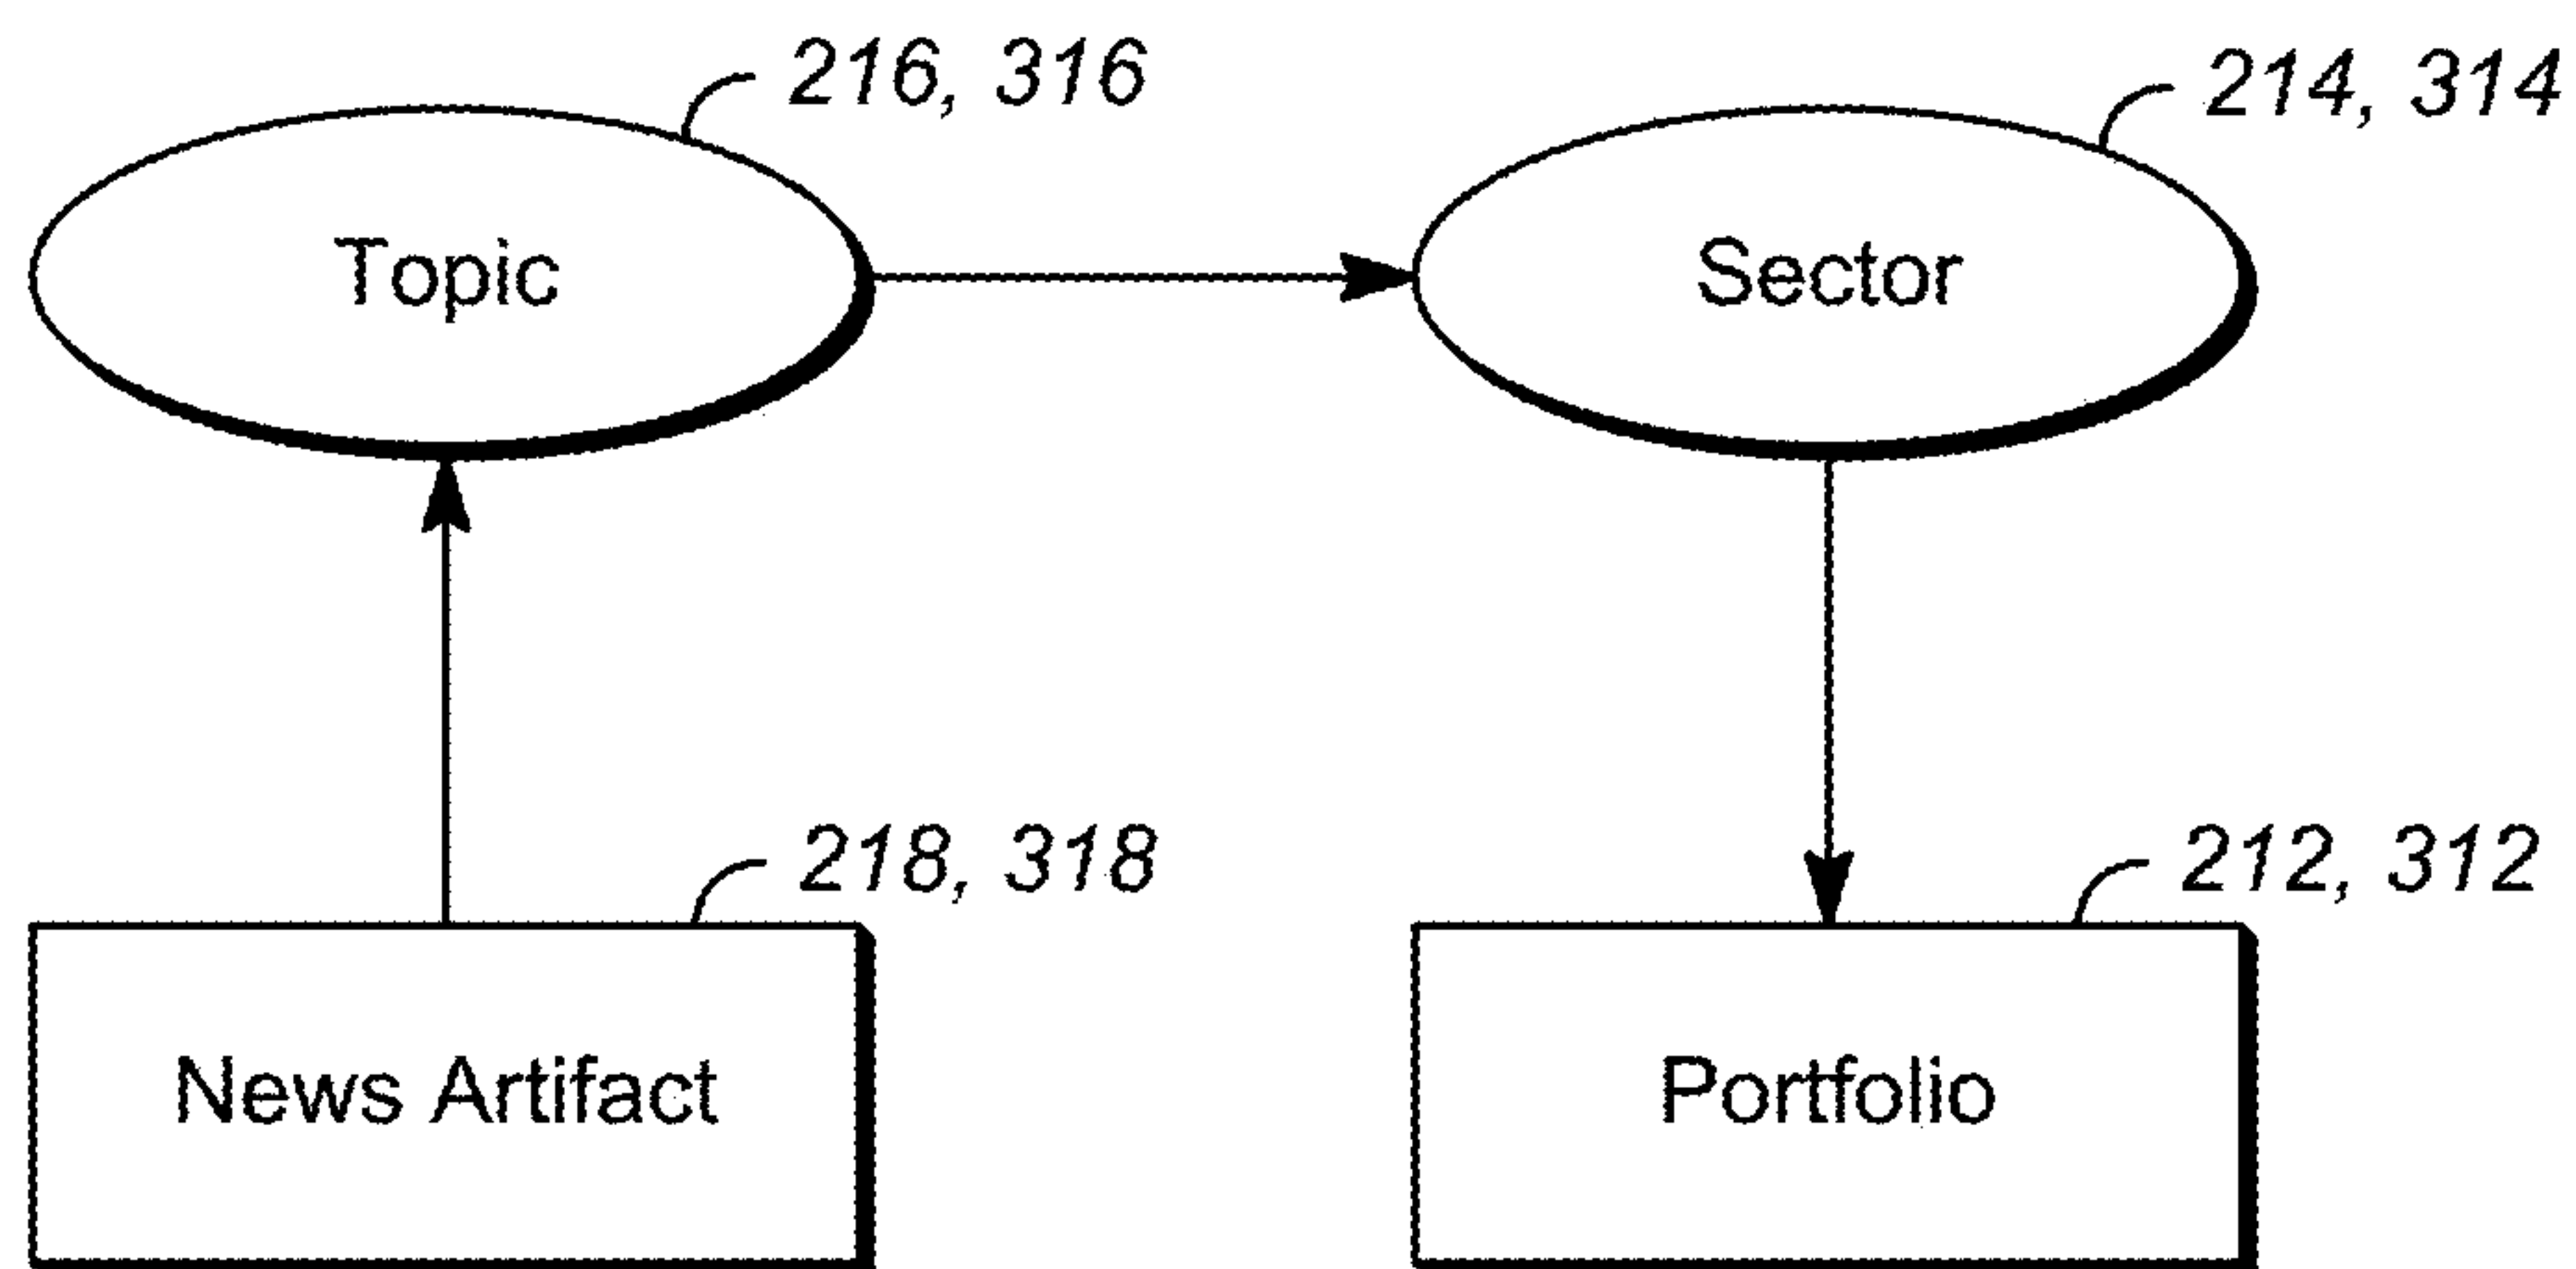 216, 316
214, 314
Topic
Sector
218, 318
212, 312
News Artifact
Portfolio